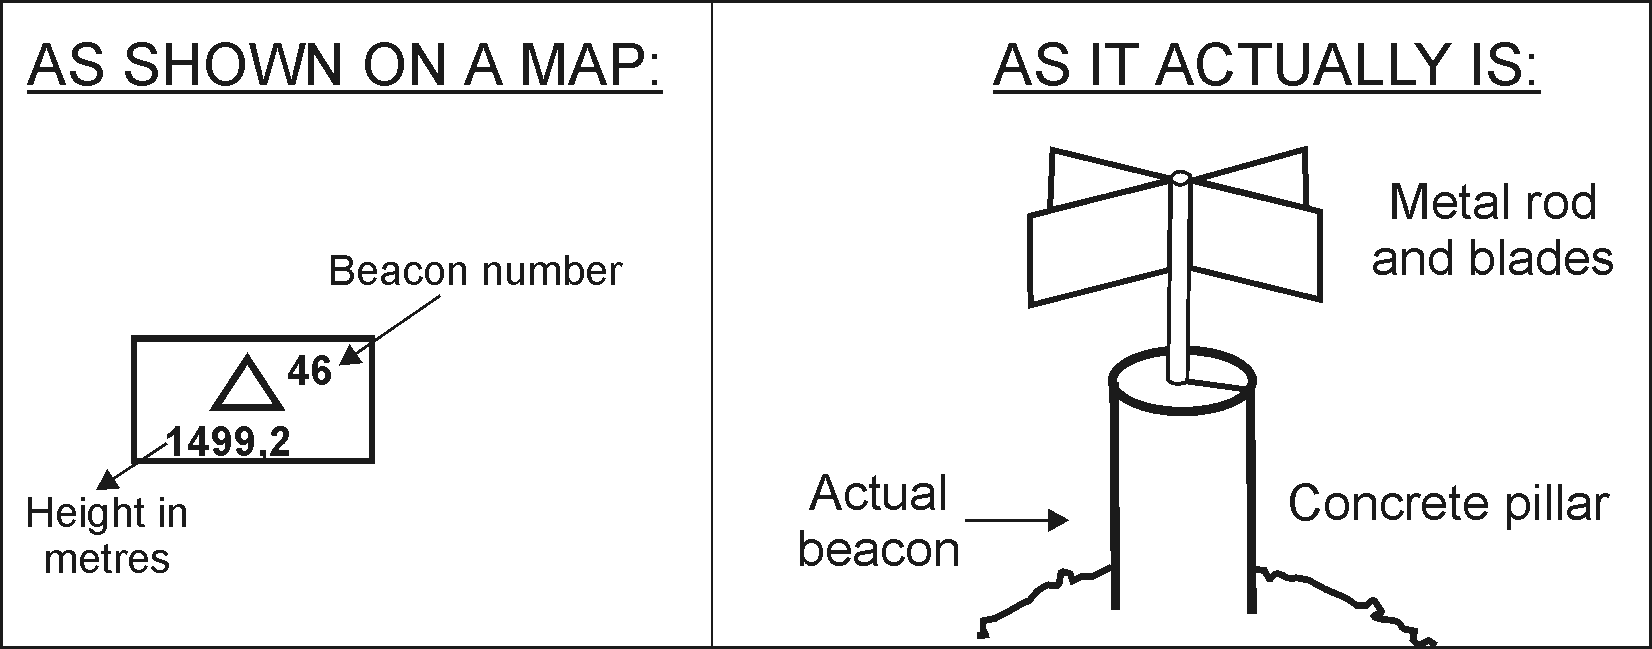 AS SHOWN ON A MAP:
Beacon number
46
1499,2
Height in
metres
AS IT ACTUALLY IS:
Metal rod
and blades
Actual
beacon
Concrete pillar